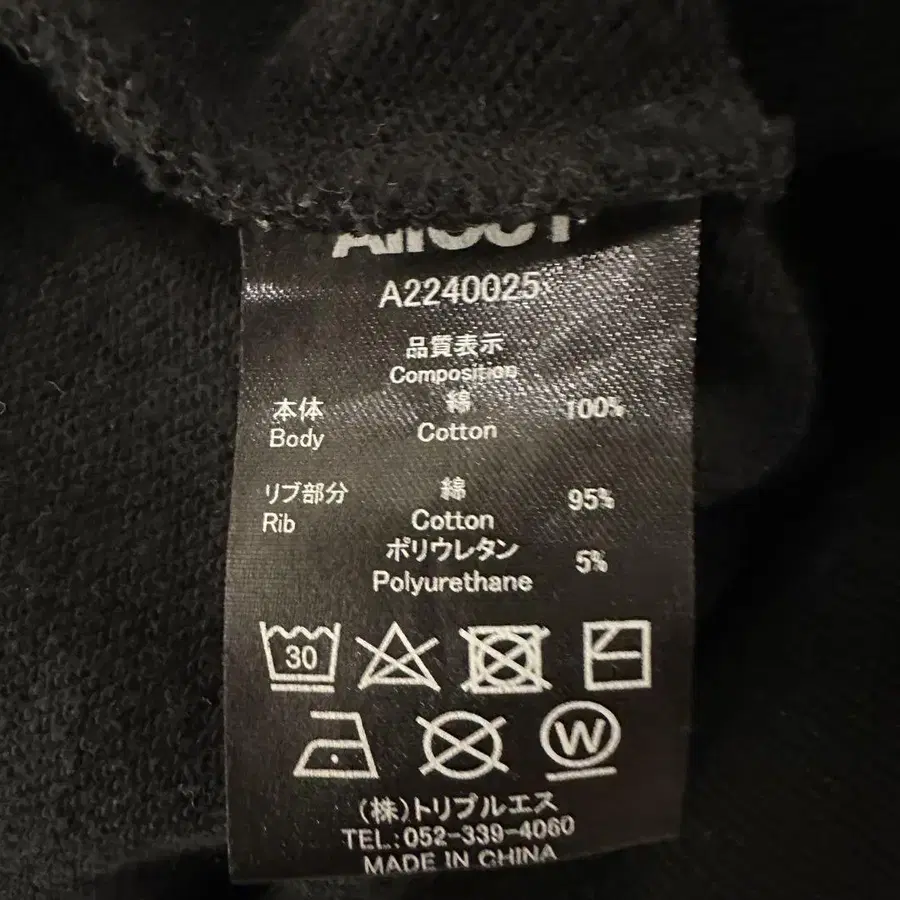 A2240025
品質表示
Composition
本体 綿 100%
Body Cotton
リブ部分 綿 95%
Rib Cotton
ポリウレタン 5%
Polyurethane
30
W
(株)トリプルエス
TEL:052-339-4060
MADE IN CHINA